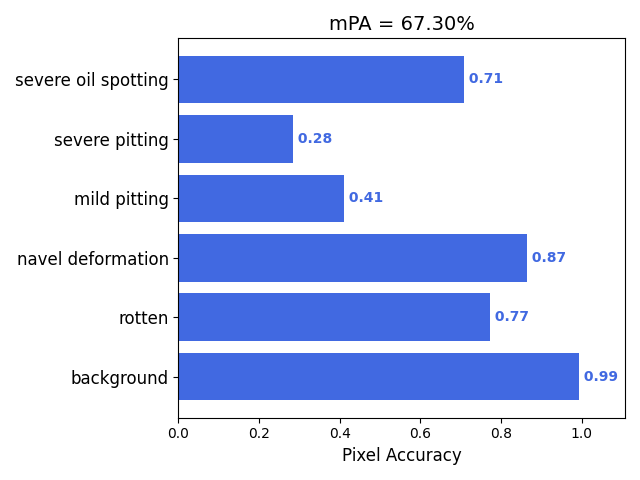 mPA = 67.30%
severe oil spotting 0.71
severe pitting 0.28
mild pitting 0.41
navel deformation 0.87
rotten 0.77
background 0.99
0.0 0.2 0.4 0.6 0.8 1.0
Pixel Accuracy